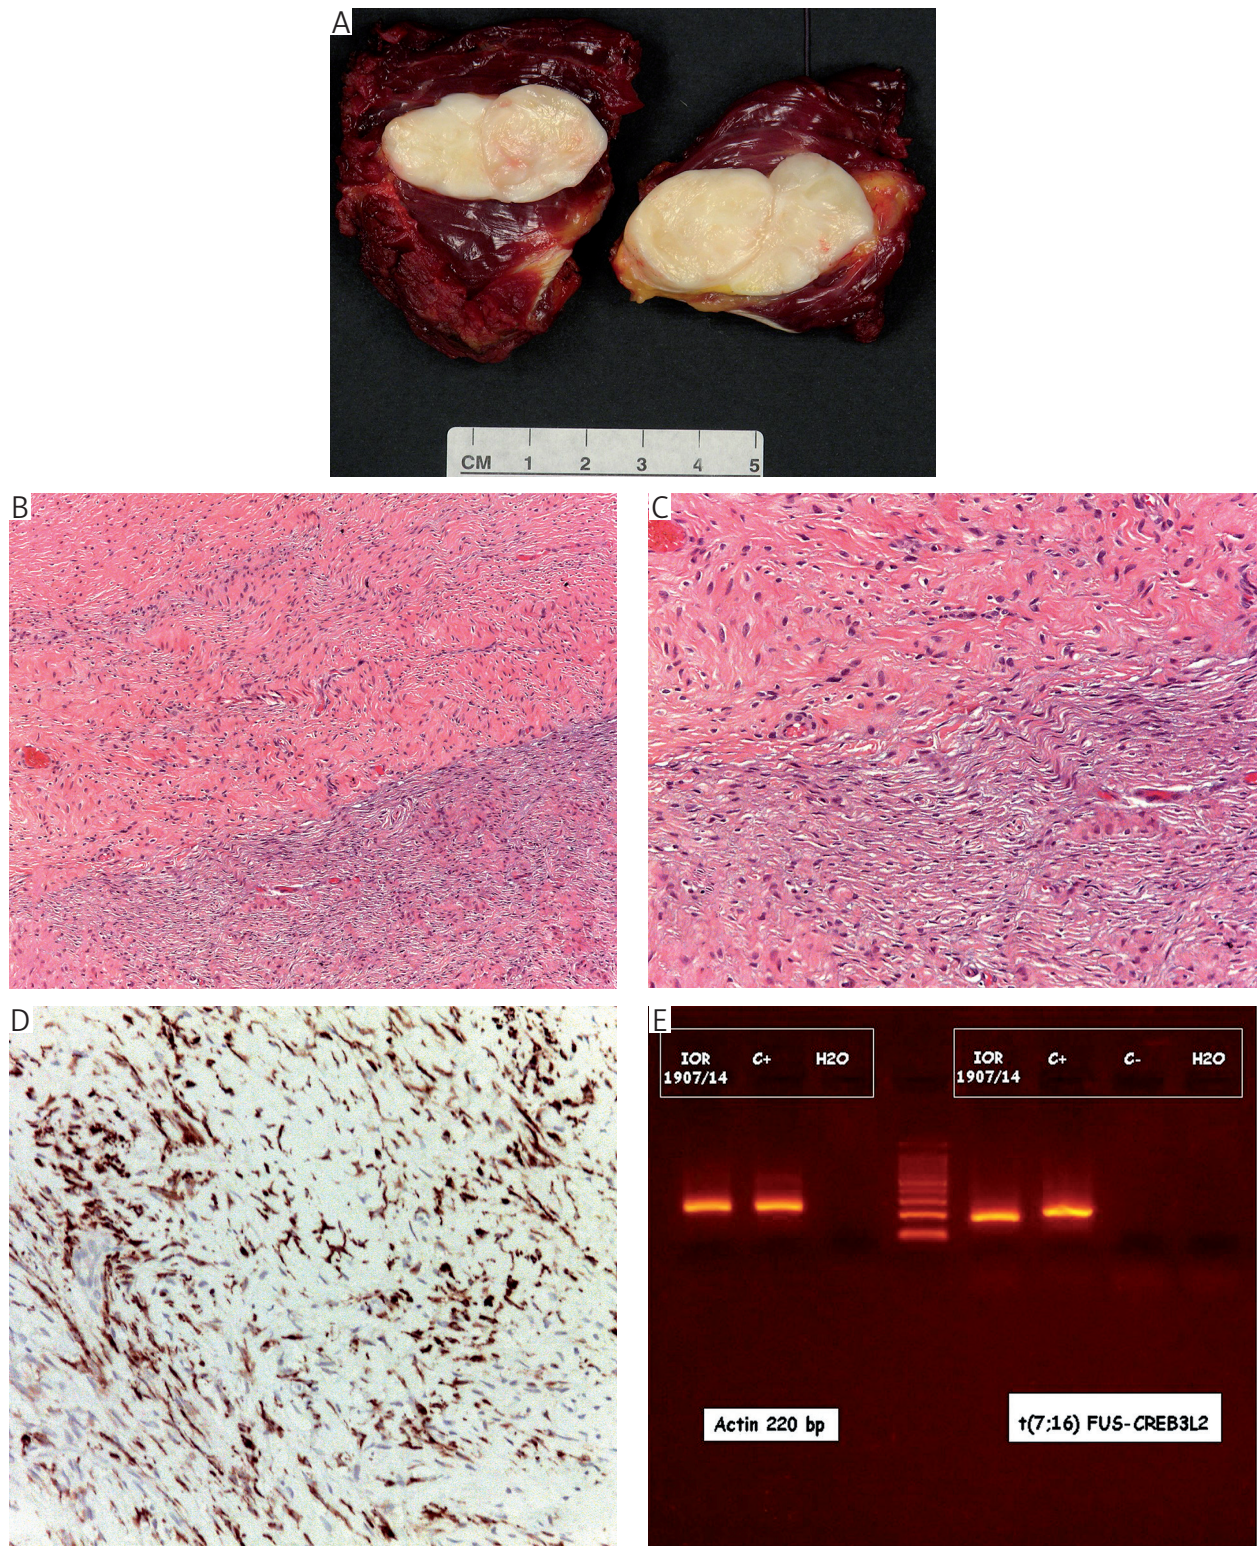 A
CM 1 2 3 4 5
B
C
D
E
IOR C+ H2O
1907/14
IOR C+ C- H2O
1907/14
Actin 220 bp
t(7;16) FUS-CREB3L2